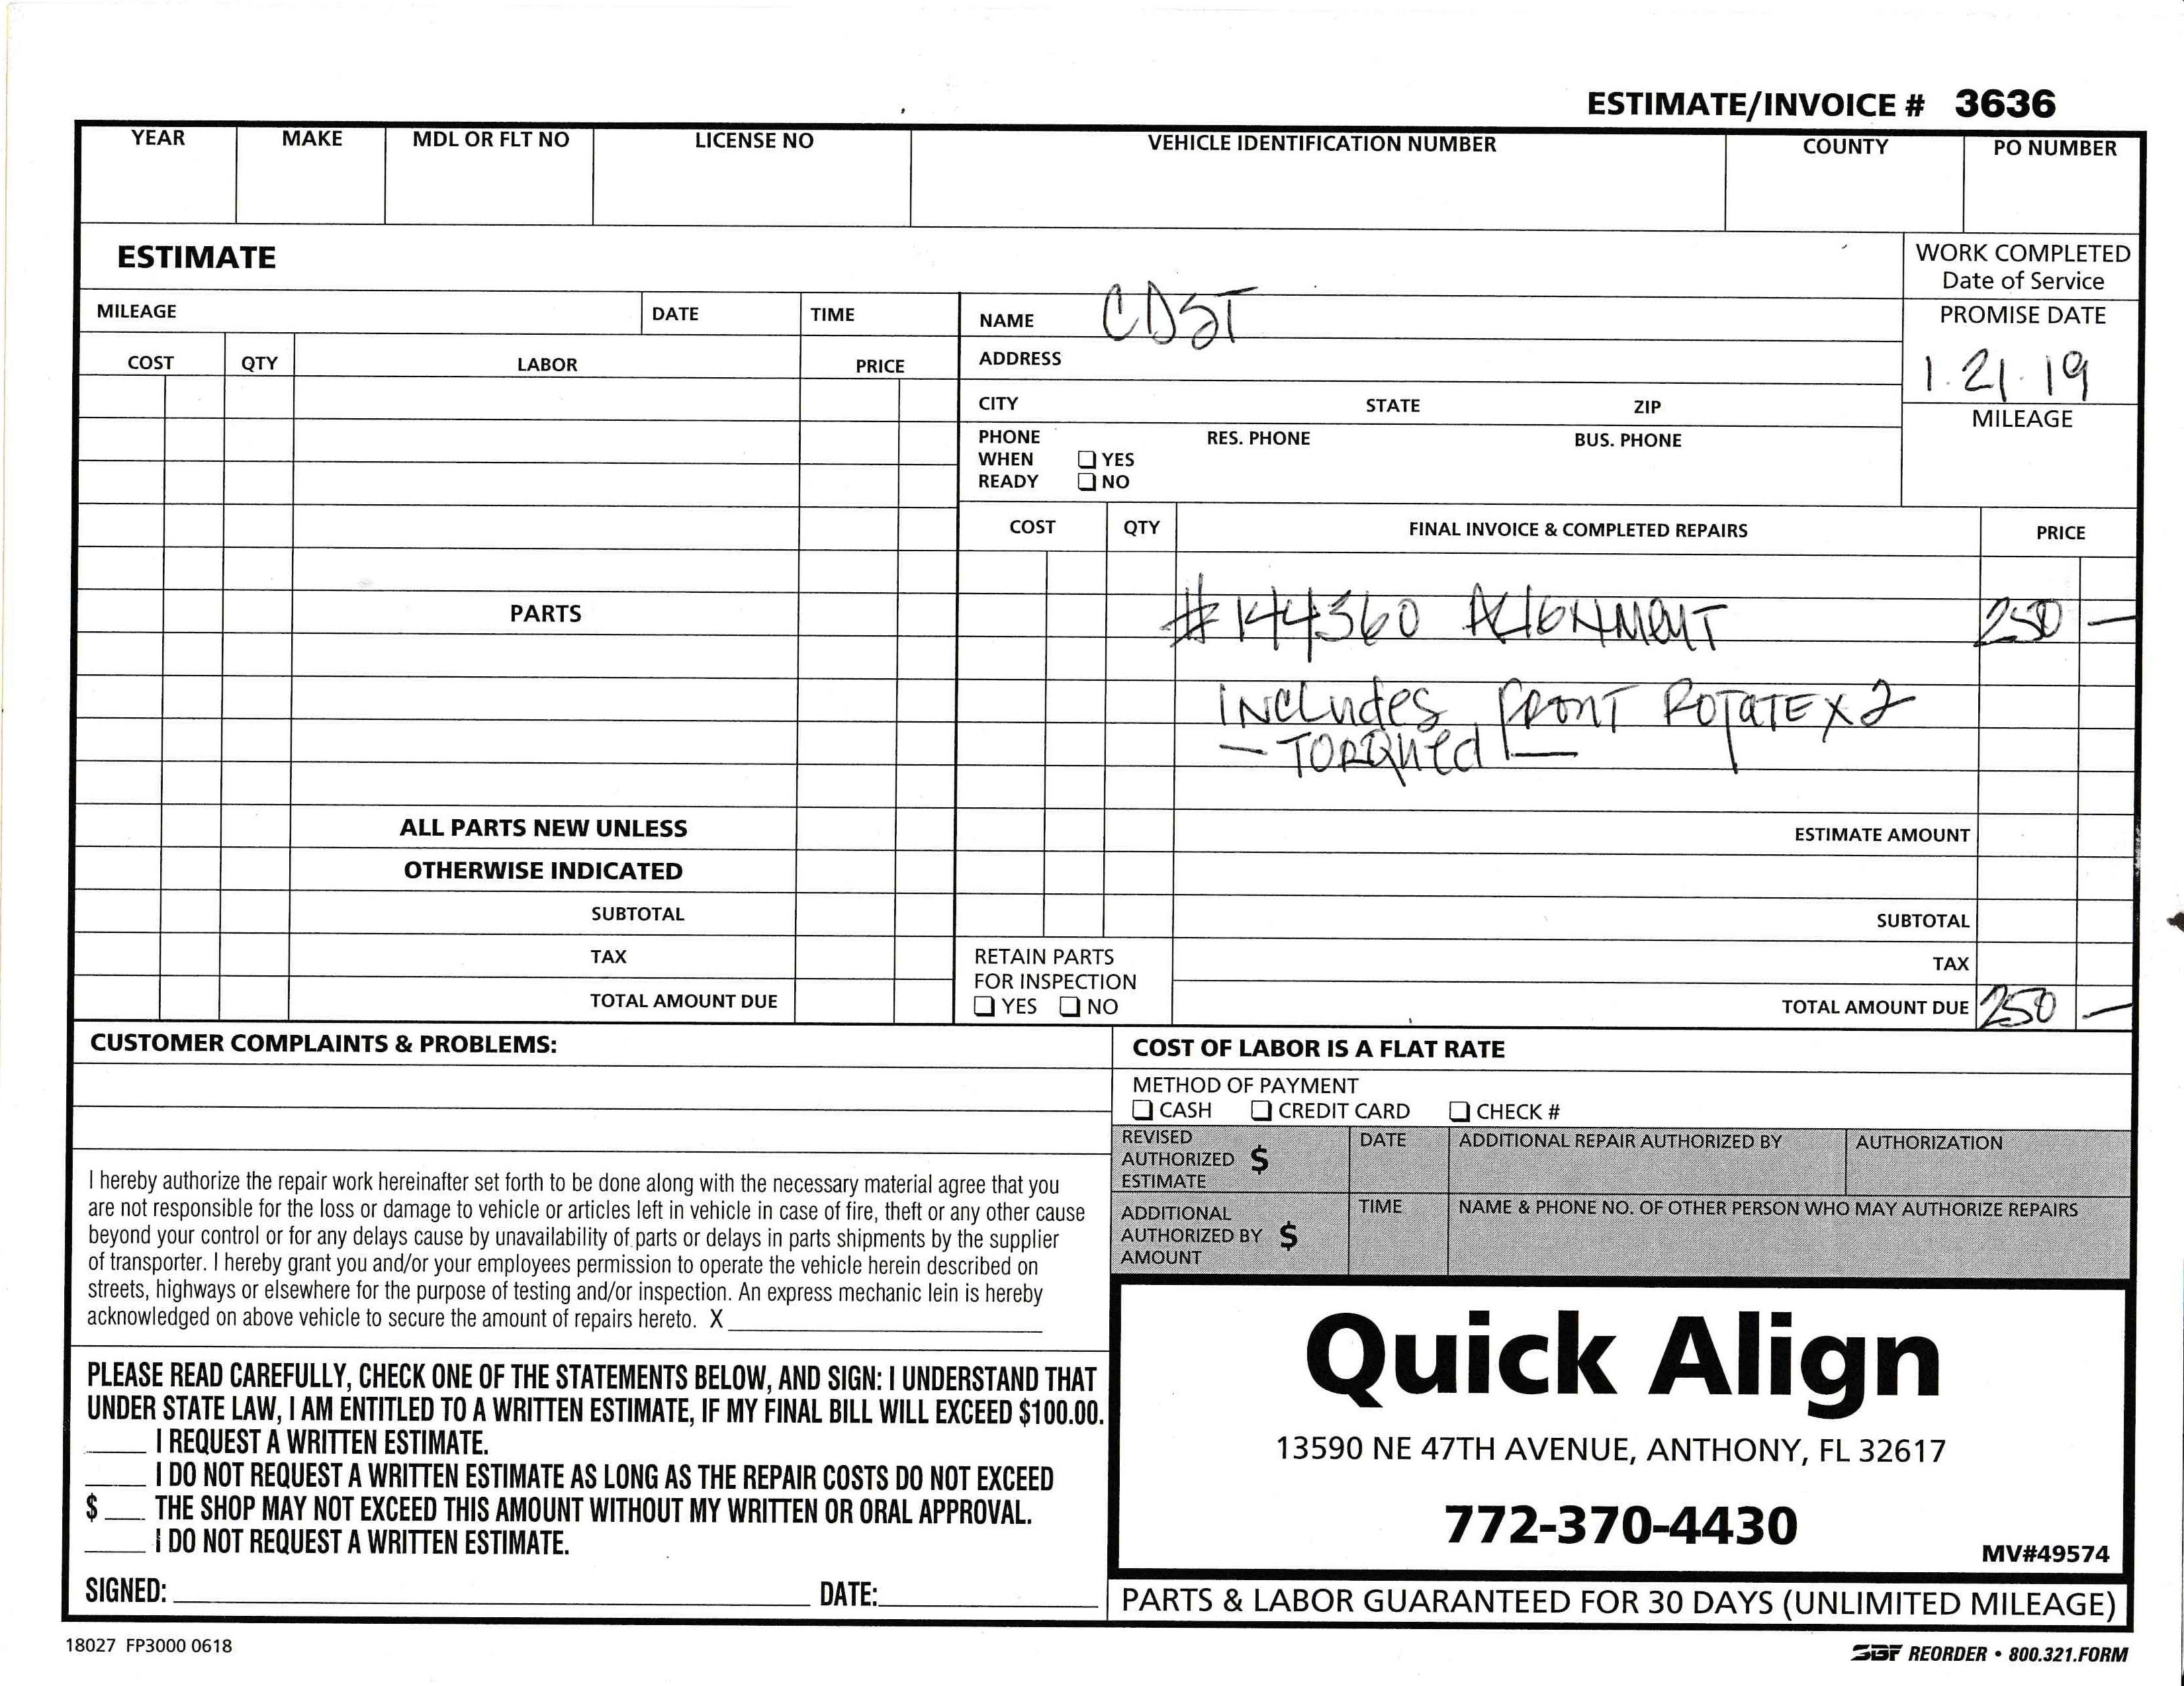 ESTIMATE/INVOICE # 3636
YEAR MAKE MDL OR FLT NO LICENSE NO VEHICLE IDENTIFICATION NUMBER COUNTY PO NUMBER
ESTIMATE
WORK COMPLETED
Date of Service
MILEAGE DATE TIME
NAME CDST
PROMISE DATE
1.21.19
COST QTY LABOR PRICE
ADDRESS
CITY STATE ZIP
MILEAGE
PHONE WHEN READY
YES
NO
RES. PHONE BUS. PHONE
COST QTY FINAL INVOICE & COMPLETED REPAIRS PRICE
PARTS
#144360 ALIGNMENT 250 —
INCLUdes FRONT ROTATE X 2
— TORQUed —
ALL PARTS NEW UNLESS
OTHERWISE INDICATED
SUBTOTAL
TAX
TOTAL AMOUNT DUE
ESTIMATE AMOUNT
SUBTOTAL
RETAIN PARTS
FOR INSPECTION
YES NO
TAX
TOTAL AMOUNT DUE 250 —
CUSTOMER COMPLAINTS & PROBLEMS:
COST OF LABOR IS A FLAT RATE
METHOD OF PAYMENT
CASH CREDIT CARD CHECK #
REVISED
AUTHORIZED $
ESTIMATE
DATE ADDITIONAL REPAIR AUTHORIZED BY AUTHORIZATION
ADDITIONAL
AUTHORIZED BY $
AMOUNT
TIME NAME & PHONE NO. OF OTHER PERSON WHO MAY AUTHORIZE REPAIRS
I hereby authorize the repair work hereinafter set forth to be done along with the necessary material agree that you
are not responsible for the loss or damage to vehicle or articles left in vehicle in case of fire, theft or any other cause
beyond your control or for any delays cause by unavailability of parts or delays in parts shipments by the supplier
of transporter. I hereby grant you and/or your employees permission to operate the vehicle herein described on
streets, highways or elsewhere for the purpose of testing and/or inspection. An express mechanic lein is hereby
acknowledged on above vehicle to secure the amount of repairs hereto. X
PLEASE READ CAREFULLY, CHECK ONE OF THE STATEMENTS BELOW, AND SIGN: I UNDERSTAND THAT
UNDER STATE LAW, I AM ENTITLED TO A WRITTEN ESTIMATE, IF MY FINAL BILL WILL EXCEED $100.00.
I REQUEST A WRITTEN ESTIMATE.
I DO NOT REQUEST A WRITTEN ESTIMATE AS LONG AS THE REPAIR COSTS DO NOT EXCEED
$ THE SHOP MAY NOT EXCEED THIS AMOUNT WITHOUT MY WRITTEN OR ORAL APPROVAL.
I DO NOT REQUEST A WRITTEN ESTIMATE.
SIGNED: DATE:
Quick Align
13590 NE 47TH AVENUE, ANTHONY, FL 32617
772-370-4430
MV#49574
PARTS & LABOR GUARANTEED FOR 30 DAYS (UNLIMITED MILEAGE)
18027 FP3000 0618
SBF REORDER • 800.321.FORM